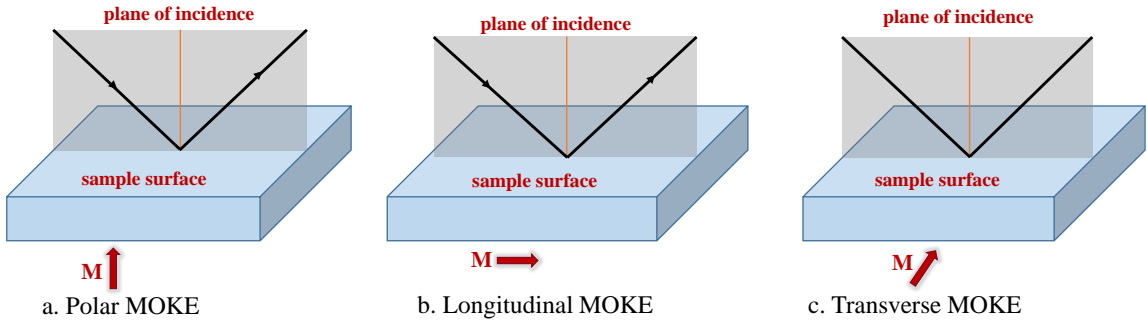 plane of incidence
sample surface
M
a. Polar MOKE
plane of incidence
sample surface
M
b. Longitudinal MOKE
plane of incidence
sample surface
M
c. Transverse MOKE